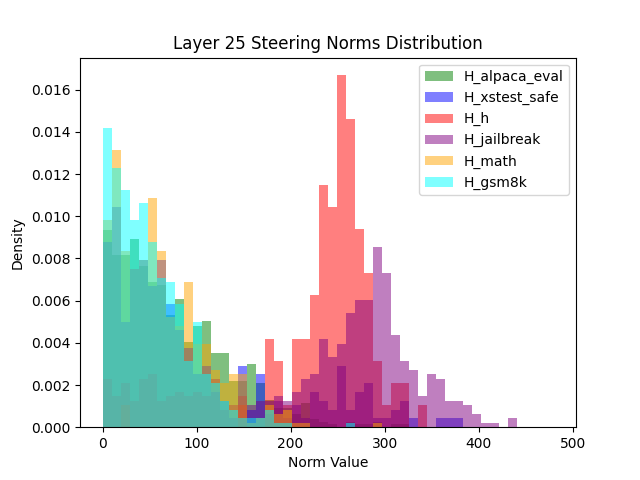 Layer 25 Steering Norms Distribution
H_alpaca_eval
H_xstest_safe
H_h
H_jailbreak
H_math
H_gsm8k
Density
0.016
0.014
0.012
0.010
0.008
0.006
0.004
0.002
0.000
0 100 200 300 400 500
Norm Value